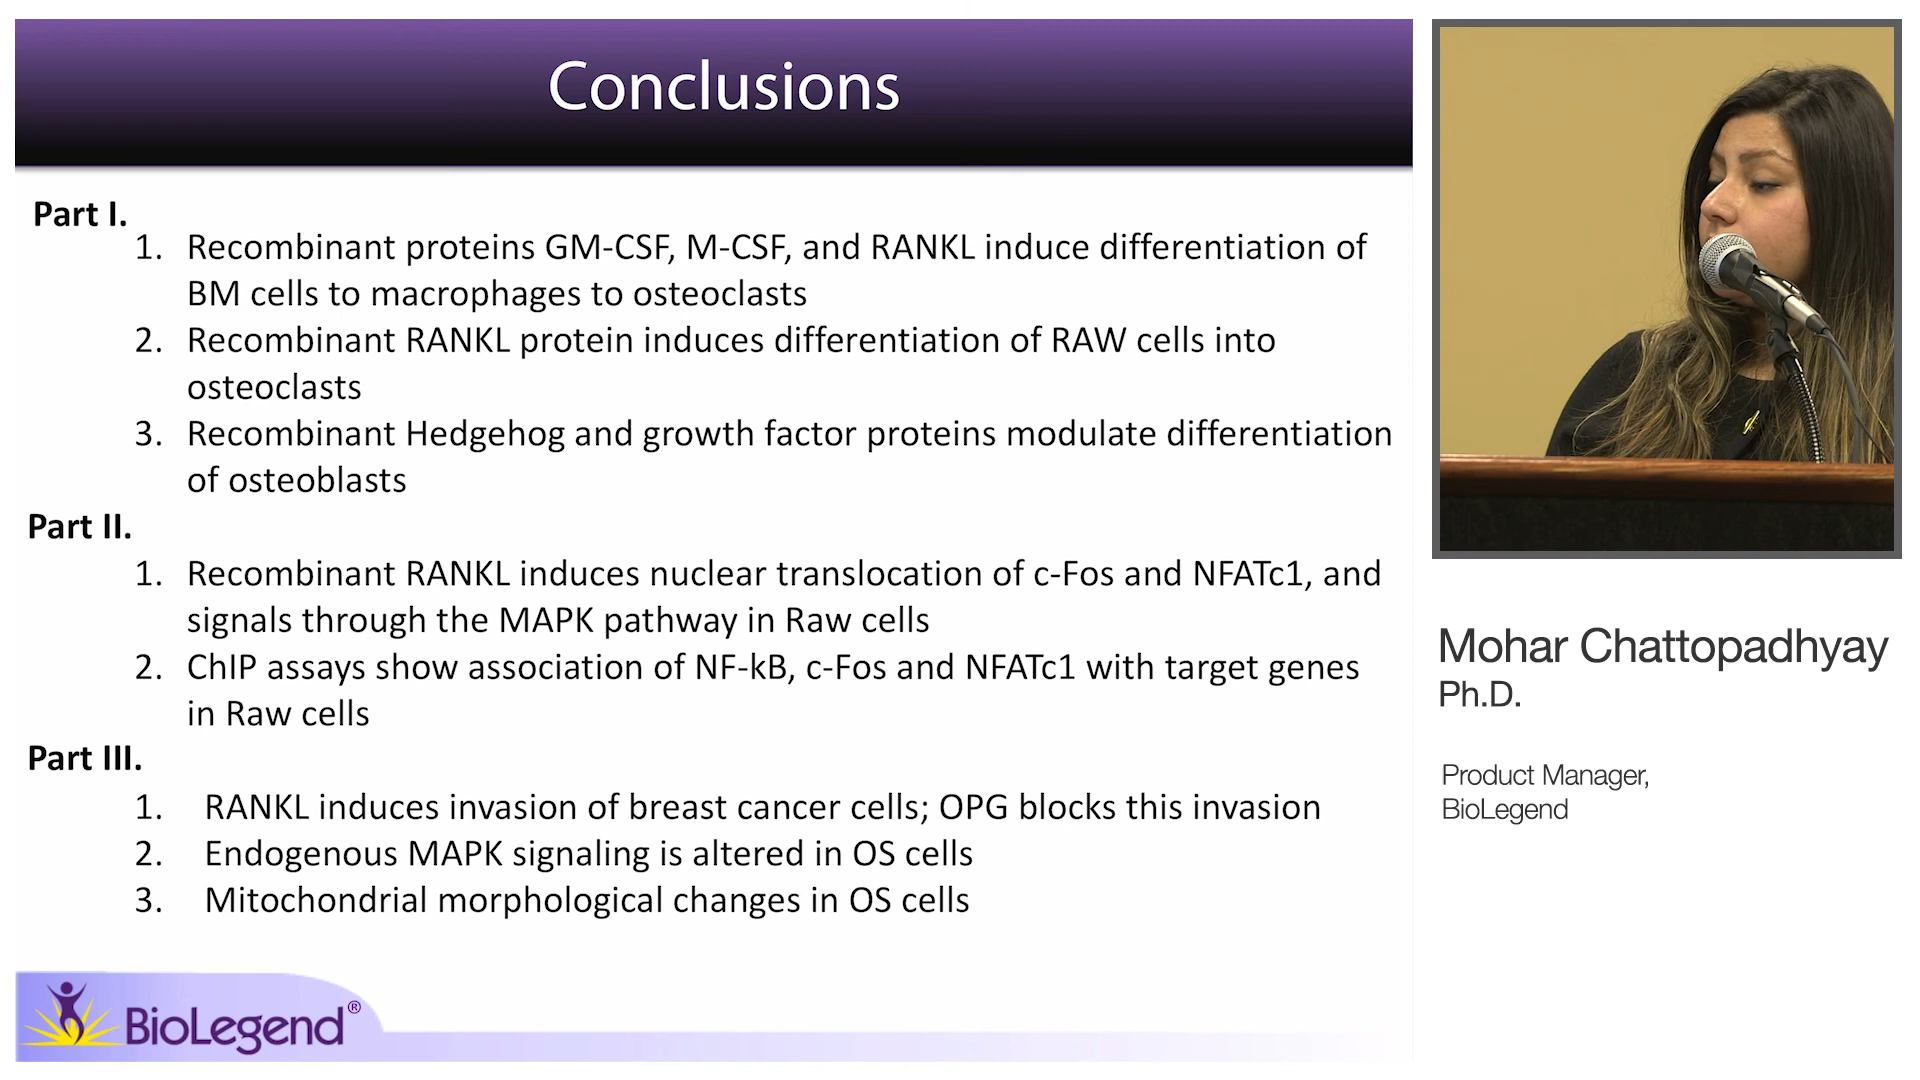 Conclusions
Part I.
1. Recombinant proteins GM-CSF, M-CSF, and RANKL induce differentiation of
BM cells to macrophages to osteoclasts
2. Recombinant RANKL protein induces differentiation of RAW cells into
osteoclasts
3. Recombinant Hedgehog and growth factor proteins modulate differentiation
of osteoblasts
Part II.
1. Recombinant RANKL induces nuclear translocation of c-Fos and NFATc1, and
signals through the MAPK pathway in Raw cells
2. ChIP assays show association of NF-kB, c-Fos and NFATc1 with target genes
in Raw cells
Part III.
1. RANKL induces invasion of breast cancer cells; OPG blocks this invasion
2. Endogenous MAPK signaling is altered in OS cells
3. Mitochondrial morphological changes in OS cells
BioLegend®
Mohar Chattopadhyay
Ph.D.
Product Manager,
BioLegend